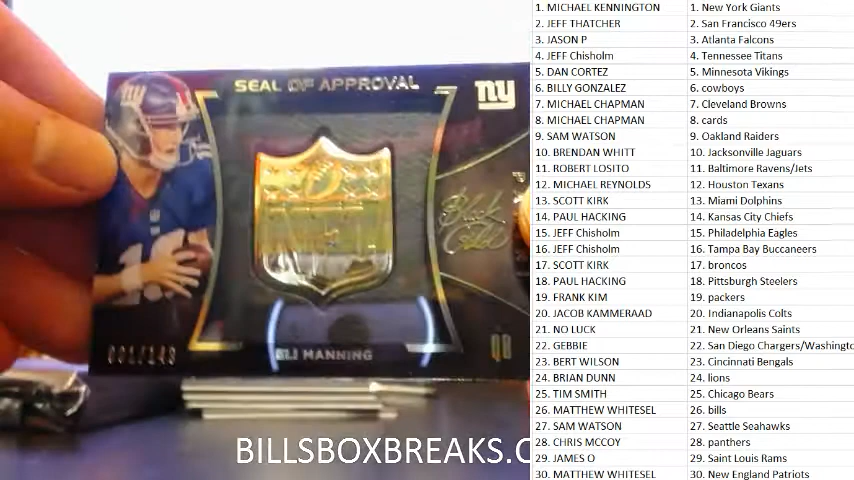 SEAL OF APPROVAL
ny
Black Gold
001/149
ELI MANNING
QB
BILLSBOXBREAKS.C
1. MICHAEL KENNINGTON 1. New York Giants
2. JEFF THATCHER 2. San Francisco 49ers
3. JASON P 3. Atlanta Falcons
4. JEFF Chisholm 4. Tennessee Titans
5. DAN CORTEZ 5. Minnesota Vikings
6. BILLY GONZALEZ 6. cowboys
7. MICHAEL CHAPMAN 7. Cleveland Browns
8. MICHAEL CHAPMAN 8. cards
9. SAM WATSON 9. Oakland Raiders
10. BRENDAN WHITT 10. Jacksonville Jaguars
11. ROBERT LOSITO 11. Baltimore Ravens/Jets
12. MICHAEL REYNOLDS 12. Houston Texans
13. SCOTT KIRK 13. Miami Dolphins
14. PAUL HACKING 14. Kansas City Chiefs
15. JEFF Chisholm 15. Philadelphia Eagles
16. JEFF Chisholm 16. Tampa Bay Buccaneers
17. SCOTT KIRK 17. broncos
18. PAUL HACKING 18. Pittsburgh Steelers
19. FRANK KIM 19. packers
20. JACOB KAMMERAAD 20. Indianapolis Colts
21. NO LUCK 21. New Orleans Saints
22. GEBBIE 22. San Diego Chargers/Washingto
23. BERT WILSON 23. Cincinnati Bengals
24. BRIAN DUNN 24. lions
25. TIM SMITH 25. Chicago Bears
26. MATTHEW WHITESEL 26. bills
27. SAM WATSON 27. Seattle Seahawks
28. CHRIS MCCOY 28. panthers
29. JAMES O 29. Saint Louis Rams
30. MATTHEW WHITESEL 30. New England Patriots